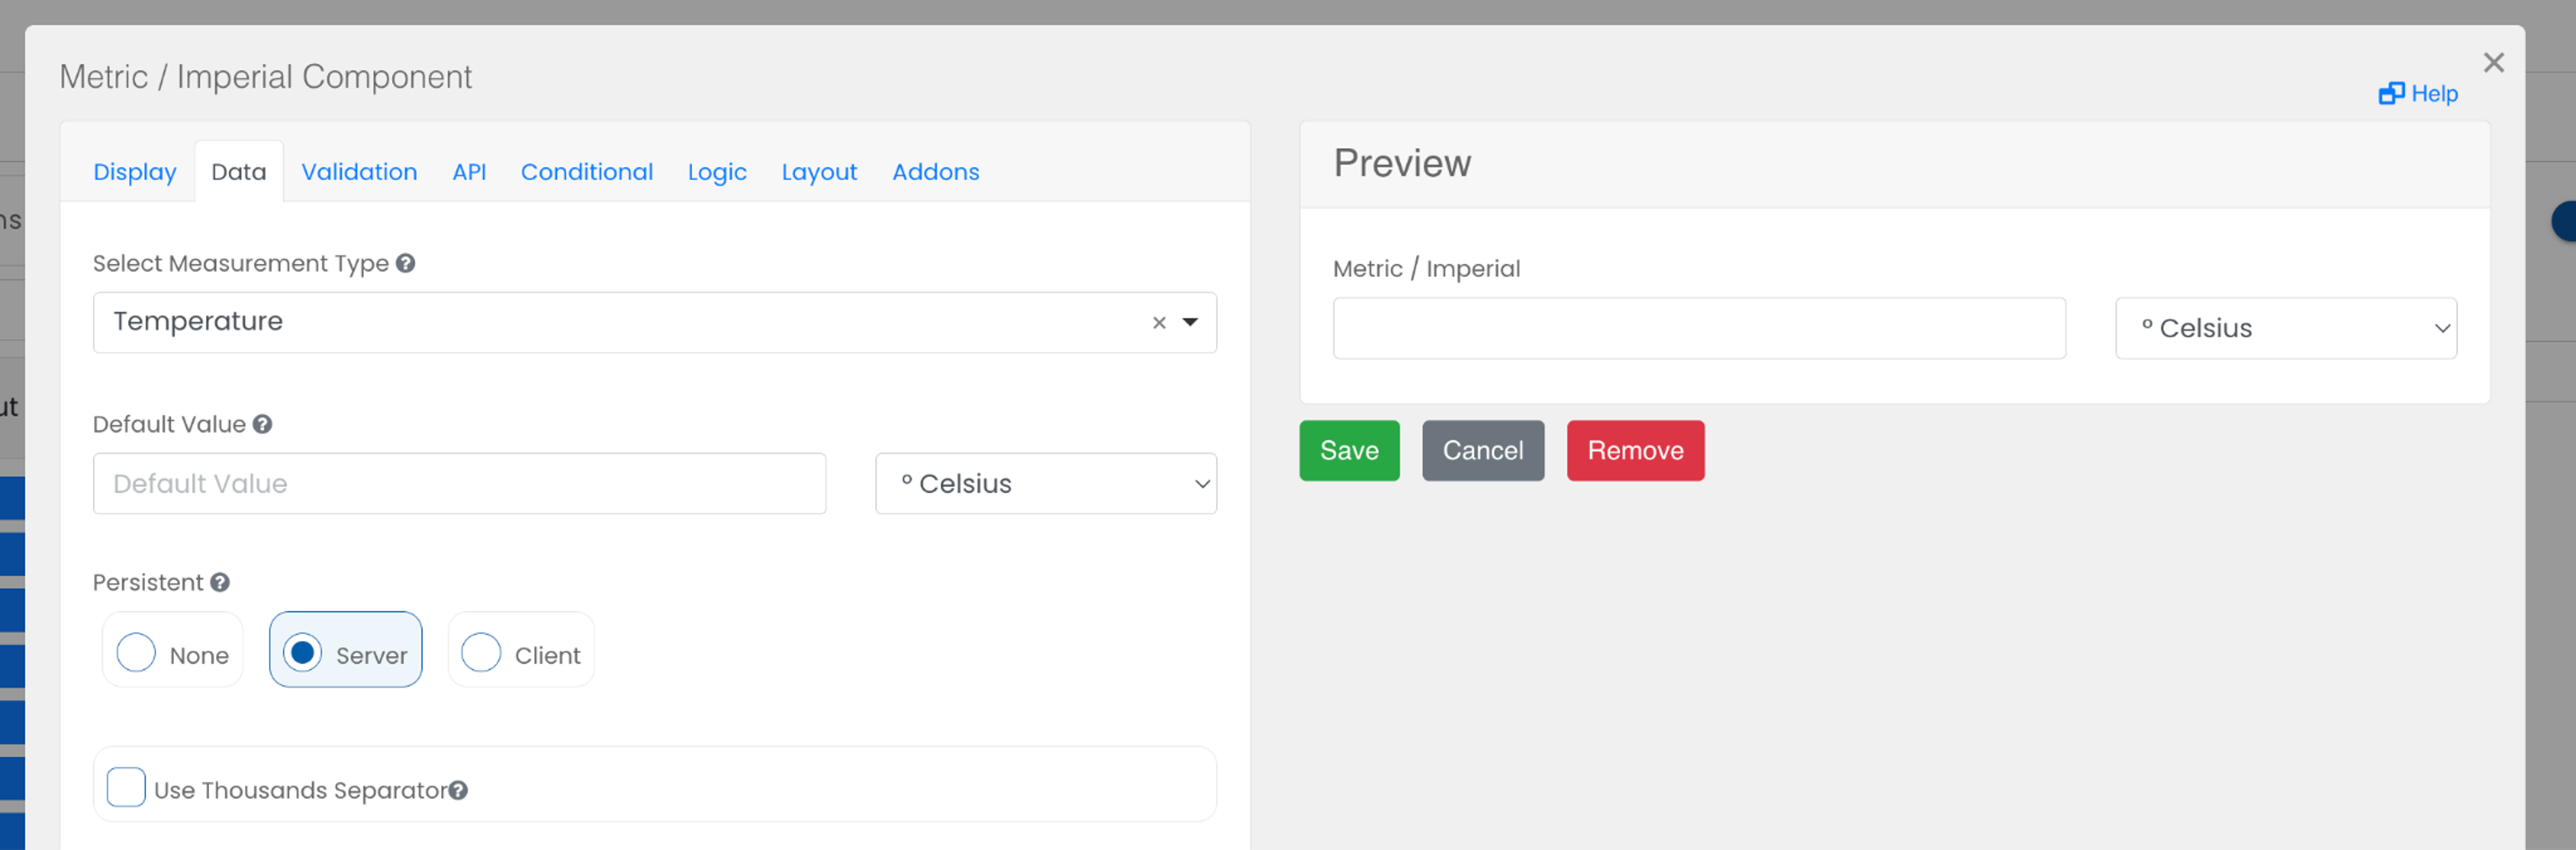 Metric / Imperial Component
×
Help
Display Data Validation API Conditional Logic Layout Addons
Select Measurement Type
Temperature ×
Default Value
Default Value
º Celsius
Persistent
None Server Client
Use Thousands Separator
Preview
Metric / Imperial
º Celsius
Save Cancel Remove